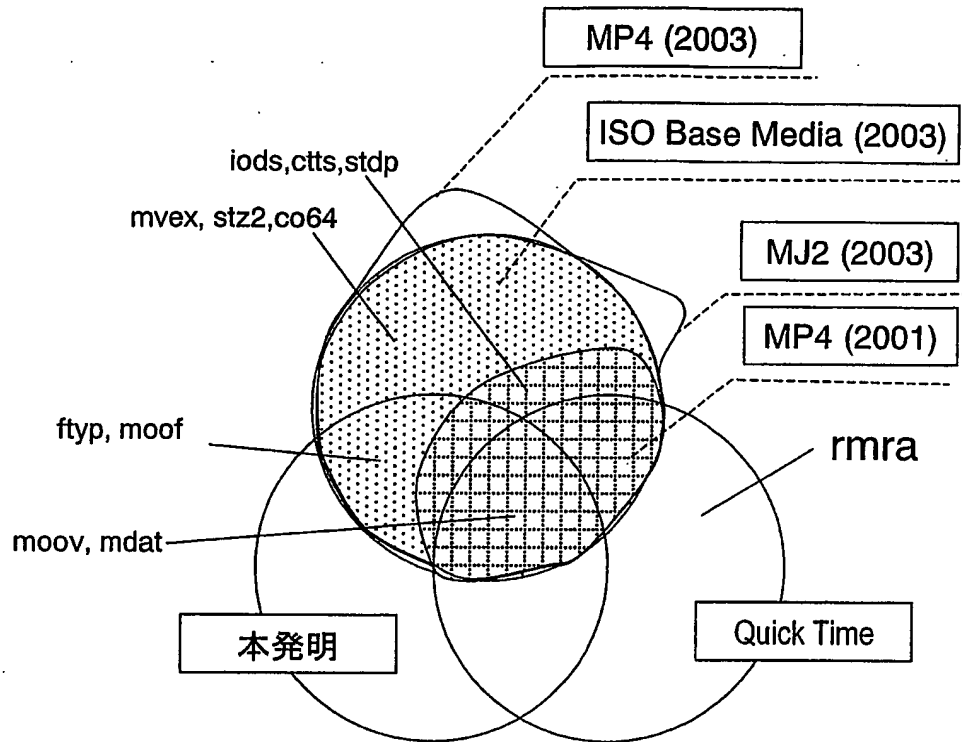 MP4 (2003)
ISO Base Media (2003)
iods,ctts,stdp
mvex, stz2,co64
MJ2 (2003)
MP4 (2001)
ftyp, moof
rmra
moov, mdat
本発明
Quick Time